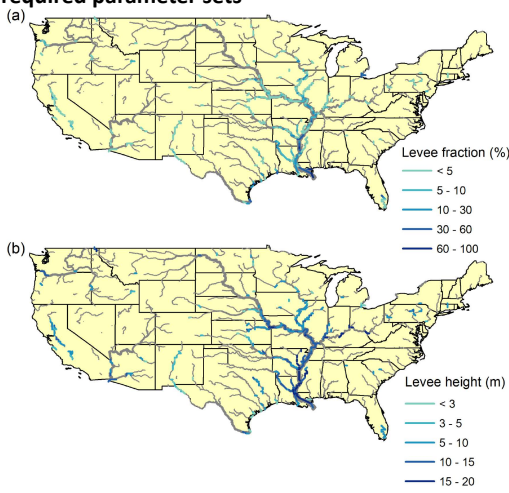 required parameter sets
(a)
Levee fraction (%)
< 5
5 - 10
10 - 30
30 - 60
60 - 100
(b)
Levee height (m)
< 3
3 - 5
5 - 10
10 - 15
15 - 20